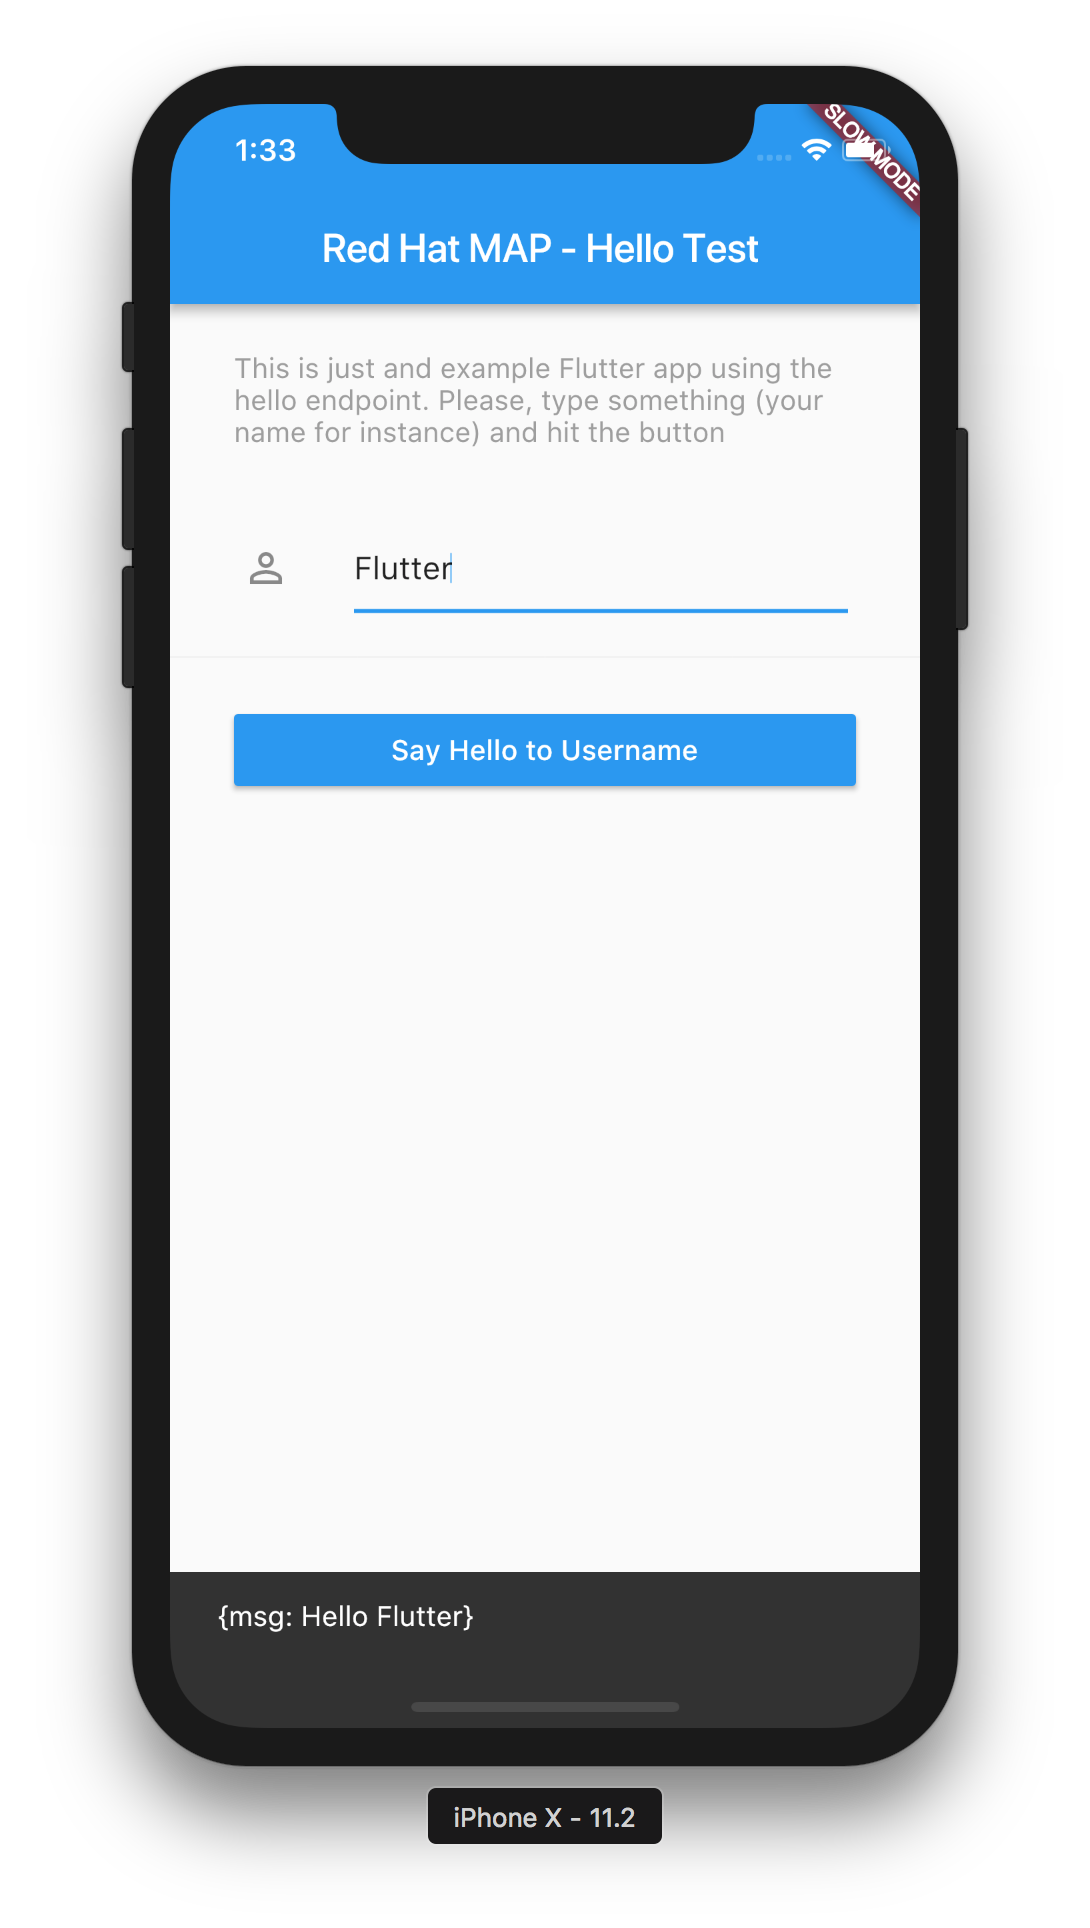 1:33
SLOW MODE
Red Hat MAP - Hello Test
This is just and example Flutter app using the
hello endpoint. Please, type something (your
name for instance) and hit the button
Flutter
Say Hello to Username
{msg: Hello Flutter}
iPhone X - 11.2